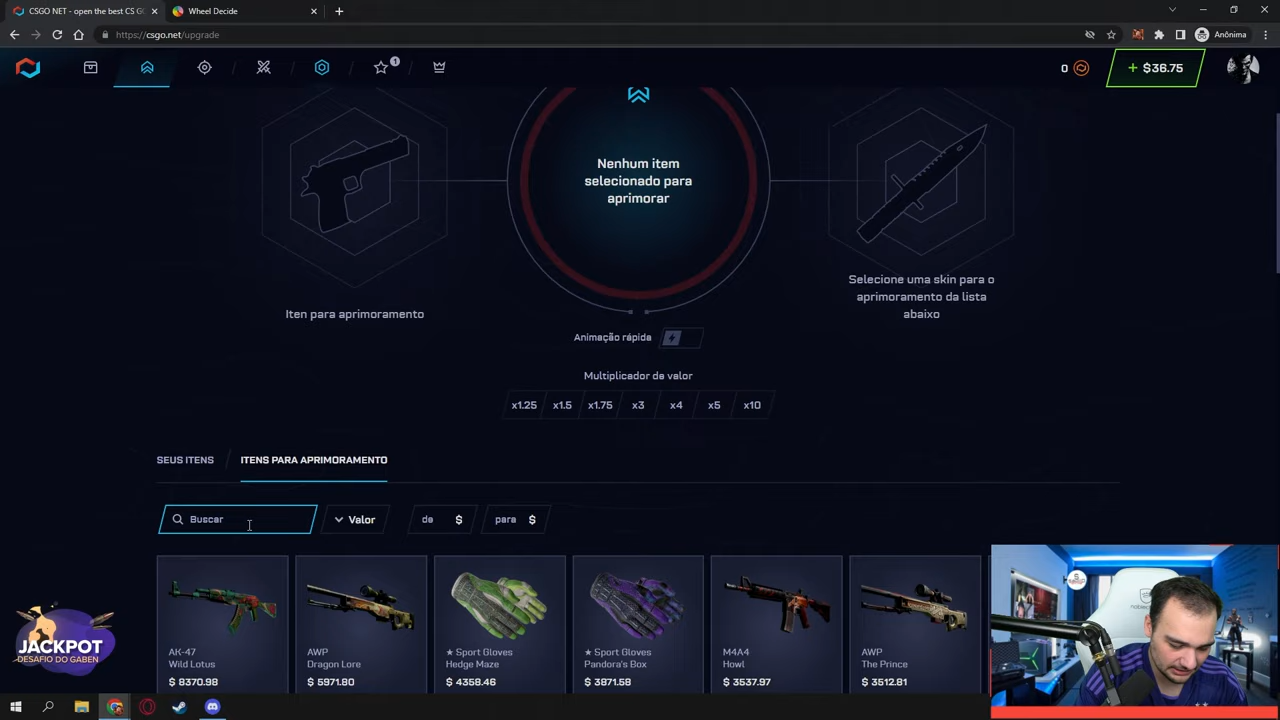 CSGO NET - open the best CS G
Wheel Decide
https://csgo.net/upgrade
Anônima
1
0
+ $36.75
Nenhum item
selecionado para
aprimorar
Iten para aprimoramento
Selecione uma skin para o
aprimoramento da lista
abaixo
Animação rápida
Multiplicador de valor
x1.25 x1.5 x1.75 x3 x4 x5 x10
SEUS ITENS / ITENS PARA APRIMORAMENTO
Buscar
Valor
de $
para $
AK-47
Wild Lotus
$ 8370.98
AWP
Dragon Lore
$ 5971.80
★ Sport Gloves
Hedge Maze
$ 4358.46
★ Sport Gloves
Pandora's Box
$ 3871.58
M4A4
Howl
$ 3537.97
AWP
The Prince
$ 3512.81
JACKPOT
DESAFIO DO GABEN